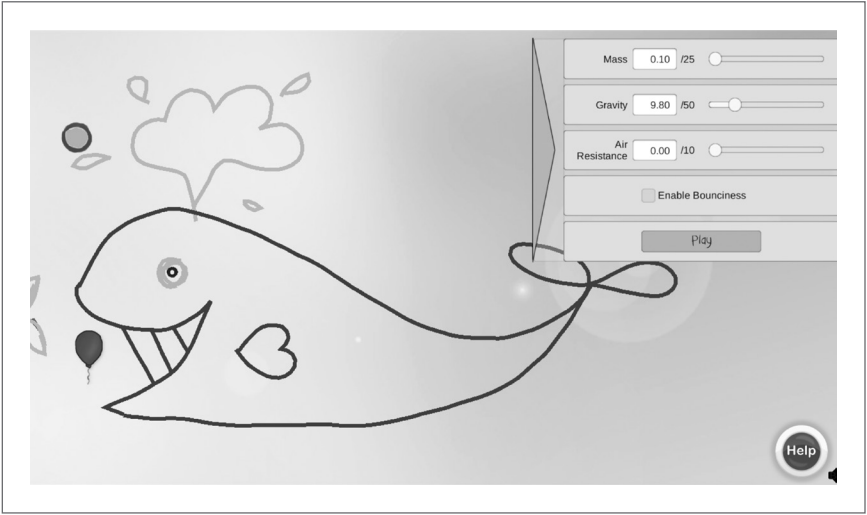 Mass 0.10 /25
Gravity 9.80 /50
Air
Resistance 0.00 /10
Enable Bounciness
Play
Help